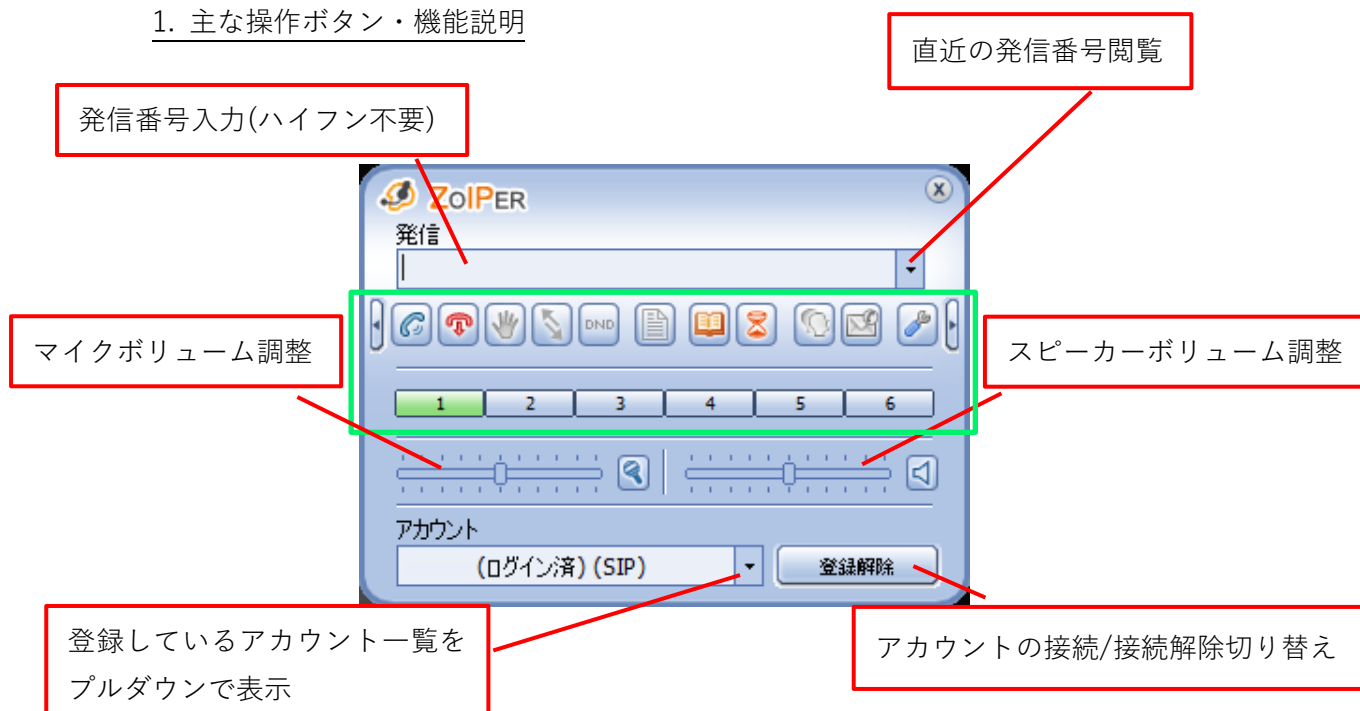 1. 主な操作ボタン・機能説明
直近の発信番号閲覧
発信番号入力(ハイフン不要)
ZoIPER
発信
DND
マイクボリューム調整
スピーカーボリューム調整
1 2 3 4 5 6
アカウント
(ログイン済) (SIP)
登録解除
登録しているアカウント一覧を
プルダウンで表示
アカウントの接続/接続解除切り替え